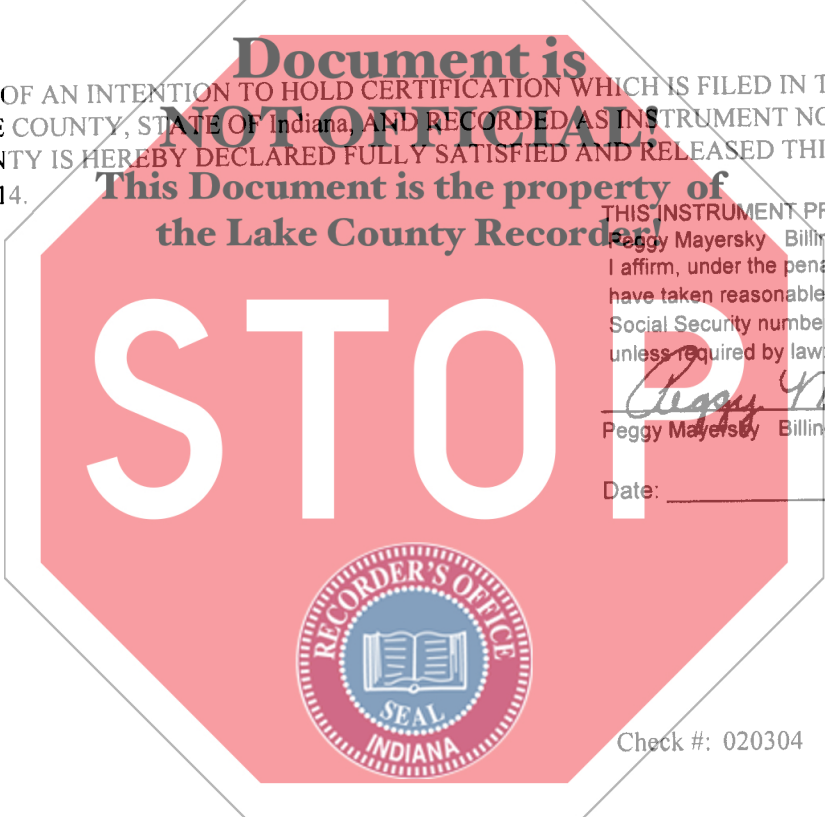 Document is
OF AN INTENTION TO HOLD CERTIFICATION WHICH IS FILED IN T
NOT OFFICIAL!
E COUNTY, STATE OF Indiana, AND RECORDED AS INSTRUMENT NO
NTY IS HEREBY DECLARED FULLY SATISFIED AND RELEASED THI
14.
This Document is the property of
the Lake County Recorder!
THIS INSTRUMENT PR
Peggy Mayersky Billin
I affirm, under the pena
have taken reasonable
Social Security numbe
unless required by law
STOP
Peggy M
Peggy Mayersky Billin
Date:
RECORDER'S OFFICE
SEAL
INDIANA
Check #: 020304